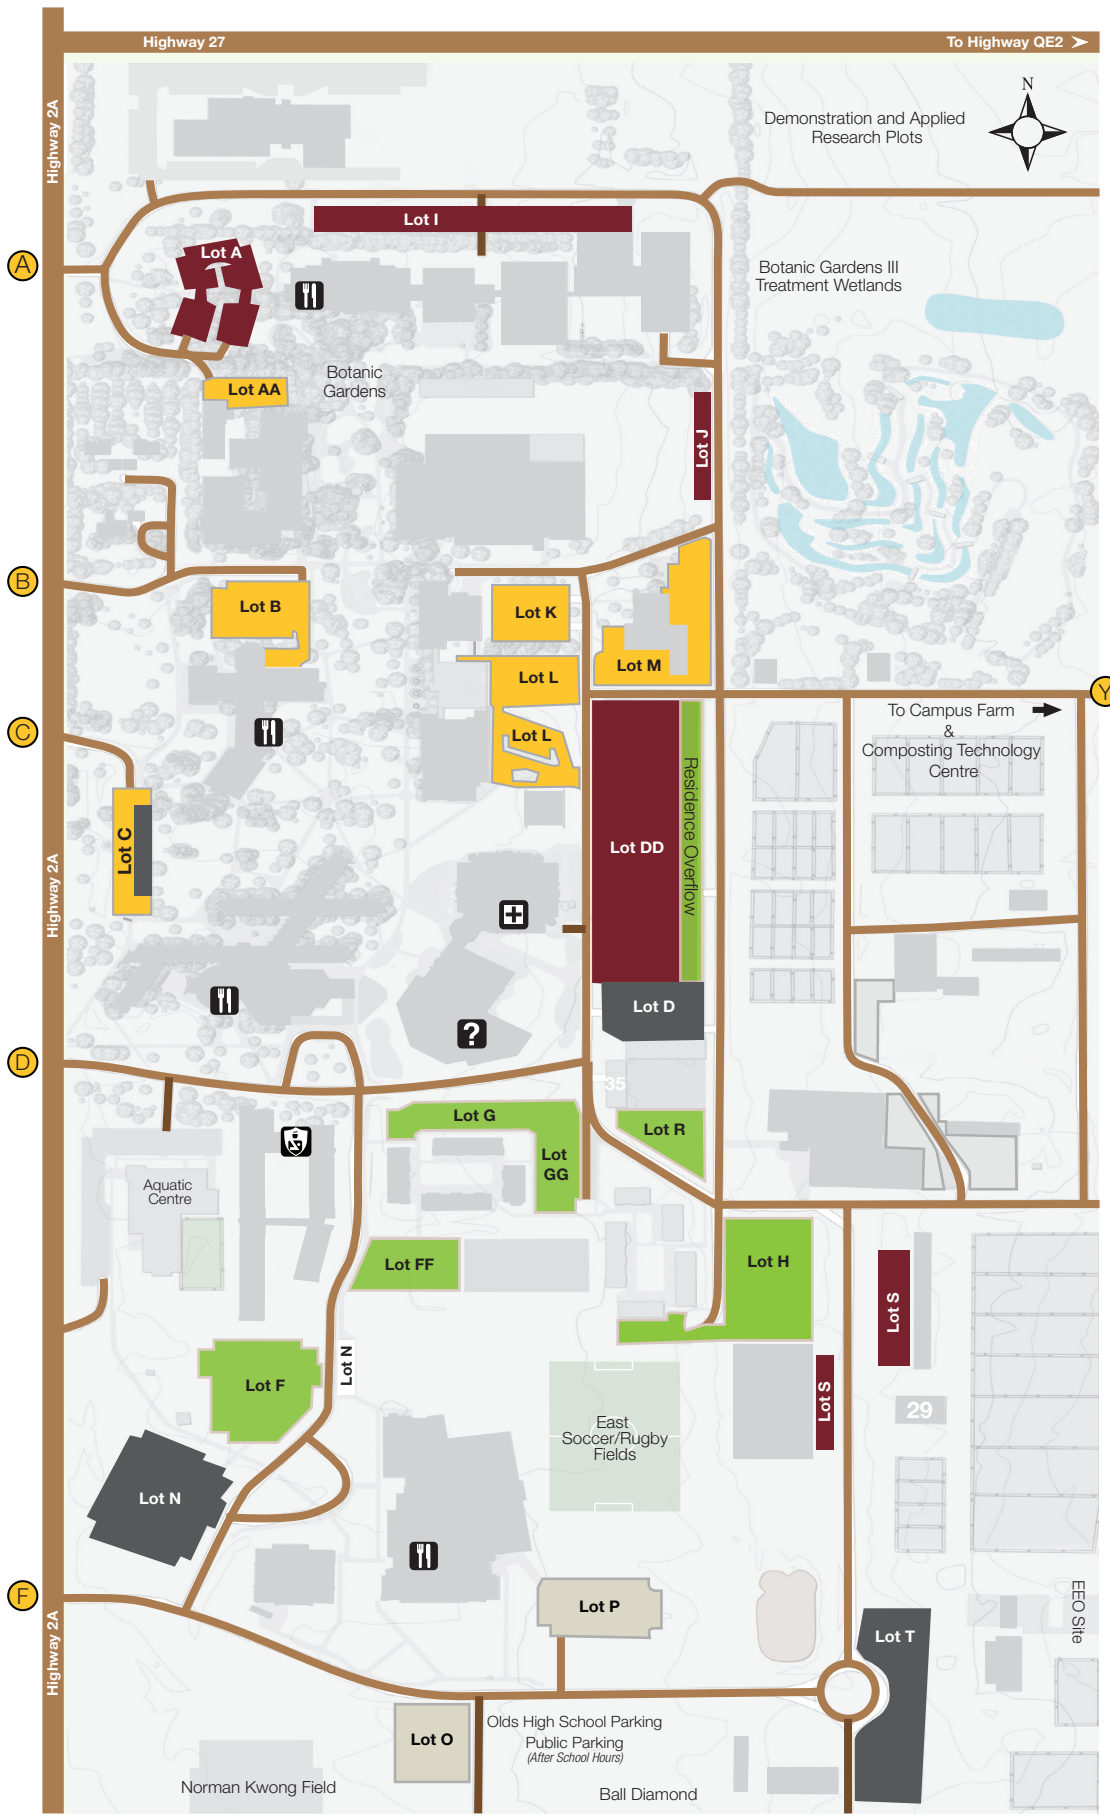 Highway 27
To Highway QE2
Highway 2A
N
Demonstration and Applied
Research Plots
Lot I
A
Lot A
Botanic Gardens III
Treatment Wetlands
Botanic
Gardens
Lot AA
Lot J
B
Lot B
Lot K
Lot M
Lot L
Y
C
Lot L
To Campus Farm
&
Composting Technology
Centre
Residence Overflow
Lot C
Lot DD
Highway 2A
Lot D
?
D
35
Lot G
Lot R
Lot
GG
Aquatic
Centre
Lot FF
Lot H
Lot S
Lot N
Lot F
Lot S
29
East
Soccer/Rugby
Fields
Lot N
F
Lot P
EEO Site
Highway 2A
Lot T
Lot O
Olds High School Parking
Public Parking
(After School Hours)
Norman Kwong Field
Ball Diamond